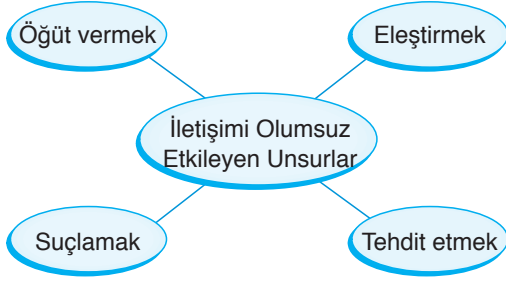 Öğüt vermek
Eleştirmek
İletişimi Olumsuz
Etkileyen Unsurlar
Suçlamak
Tehdit etmek